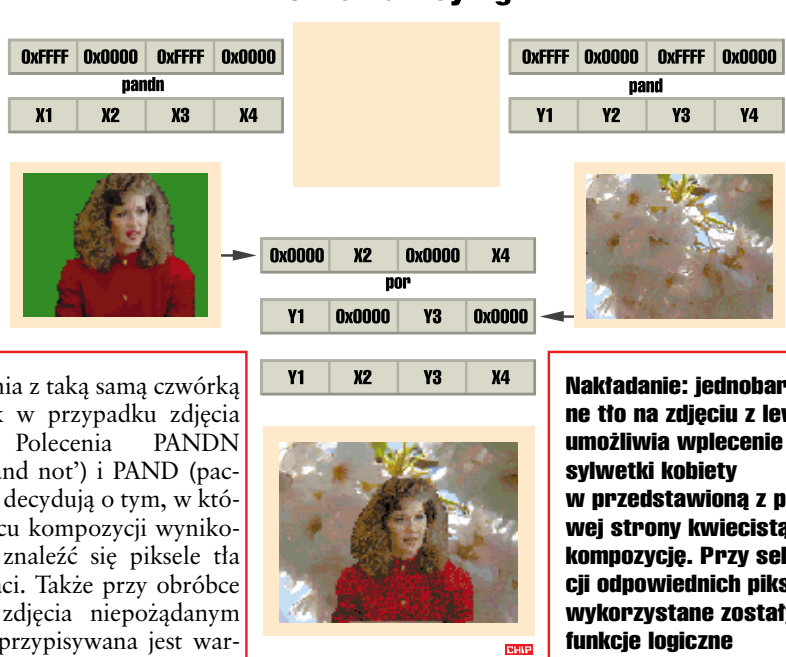 0xFFFF 0x0000 0xFFFF 0x0000
pandn
X1 X2 X3 X4
0xFFFF 0x0000 0xFFFF 0x0000
pand
Y1 Y2 Y3 Y4
0x0000 X2 0x0000 X4
por
Y1 0x0000 Y3 0x0000
Y1 X2 Y3 X4
CHIP
nia z taką samą czwórką
k w przypadku zdjęcia
Polecenia PANDN
and not') i PAND (pac-
decydują o tym, w któ-
cu kompozycji wyniko-
znaleźć się piksele tła
aci. Także przy obróbce
zdjęcia niepożądanym
przypisywana jest war-
Nakładanie: jednobar
ne tło na zdjęciu z lew
umożliwia wplecenie
sylwetki kobiety
w przedstawioną z p
wej strony kwiecistą
kompozycję. Przy sel
cji odpowiednich piks
wykorzystane został
funkcje logiczne